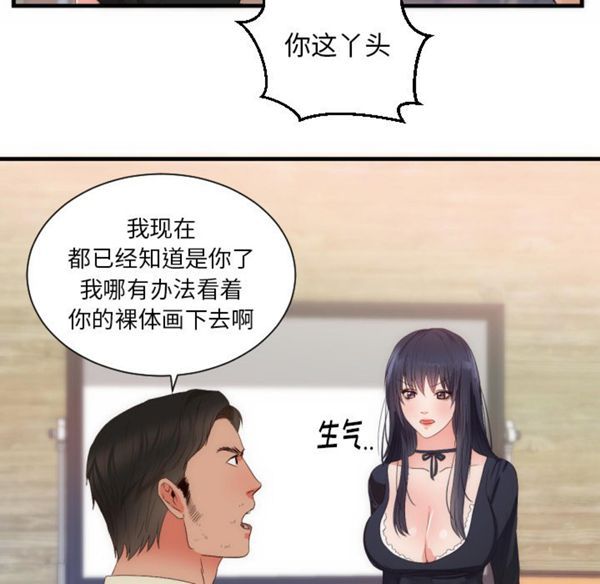 你这丫头
我现在
都已经知道是你了
我哪有办法看着
你的裸体画下去啊
生气..